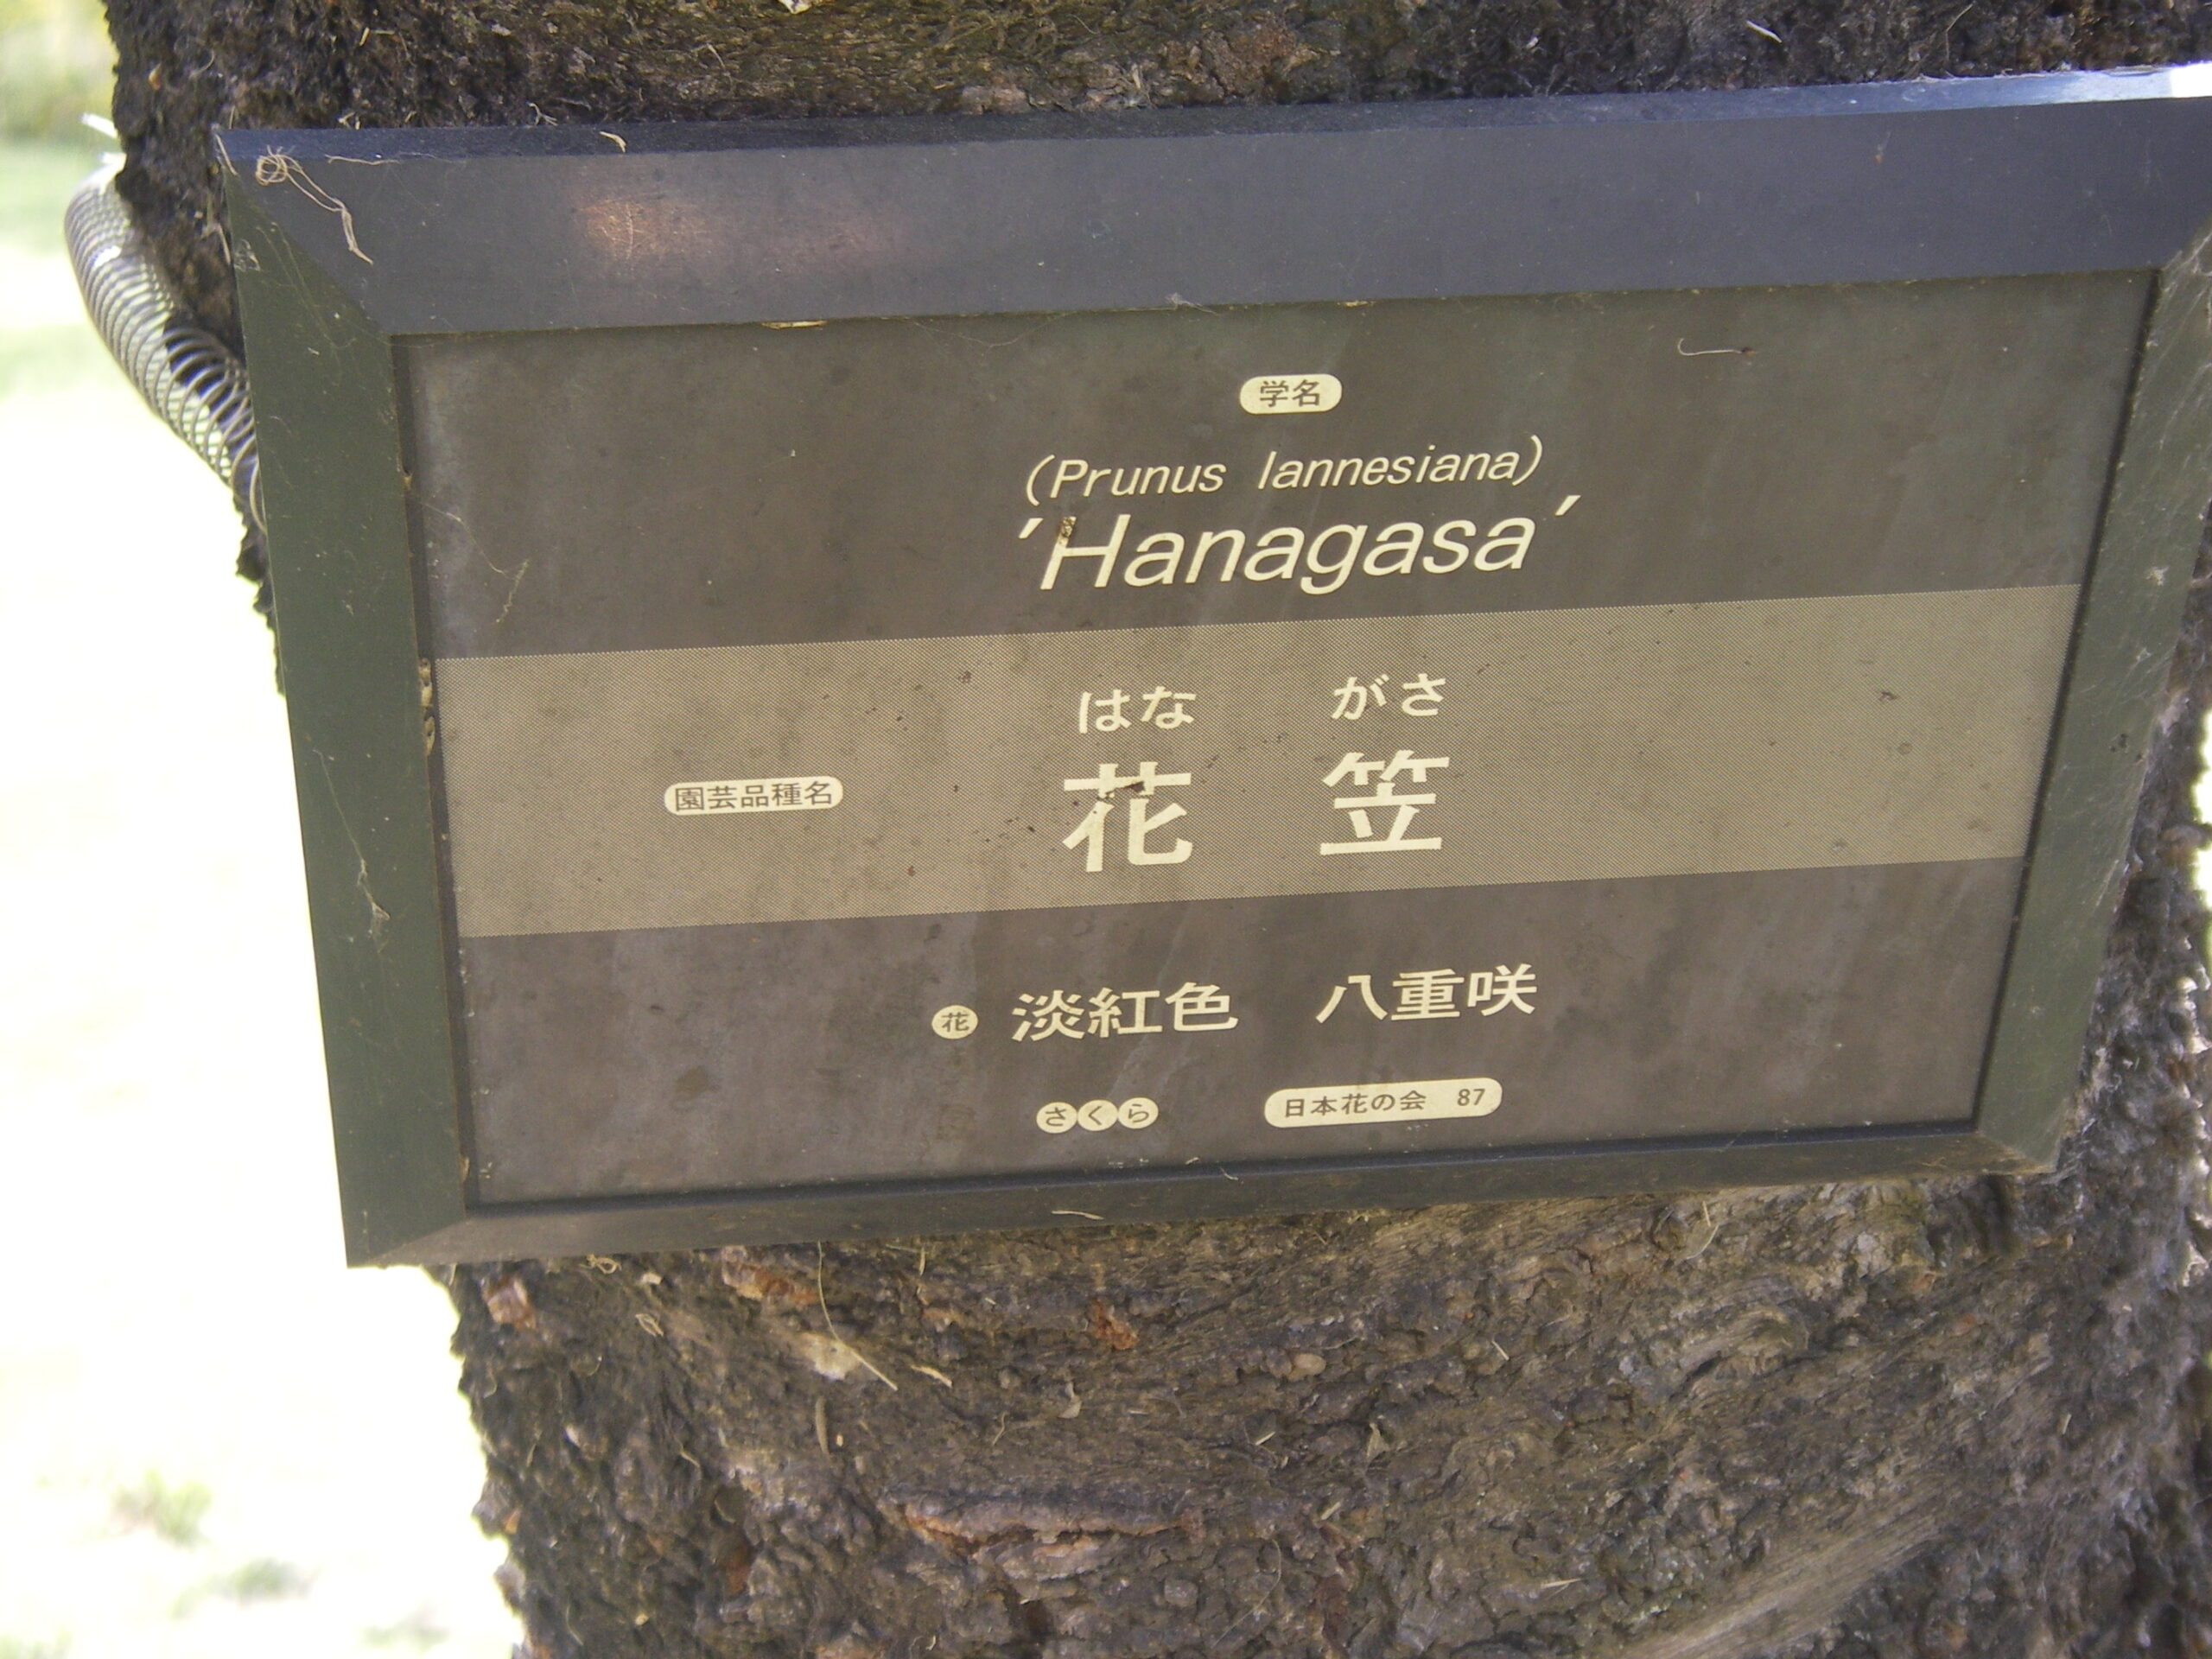 学名
(Prunus lannesiana)
'Hanagasa'
はな がさ
園芸品種名 花 笠
花 淡紅色 八重咲
さくら 日本花の会 87